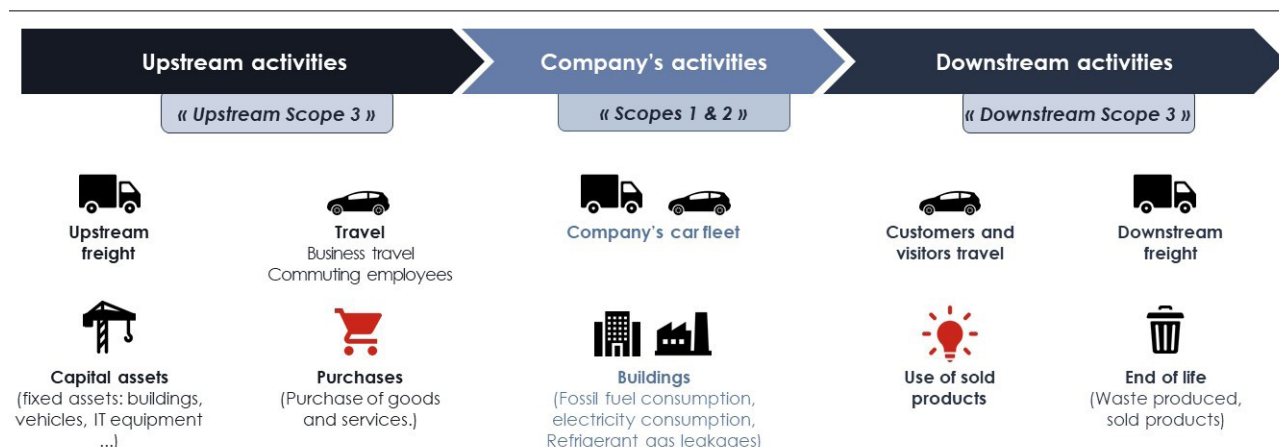 Upstream activities
Company's activities
Downstream activities
« Upstream Scope 3 »
« Scopes 1 & 2 »
« Downstream Scope 3 »
Upstream
freight
Travel
Business travel
Commuting employees
Company's car fleet
Customers and
visitors travel
Downstream
freight
Capital assets
(fixed assets: buildings,
vehicles, IT equipment
...)
Purchases
(Purchase of goods
and services.)
Buildings
(Fossil fuel consumption,
electricity consumption,
Refrigerant gas leakages)
Use of sold
products
End of life
(Waste produced,
sold products)